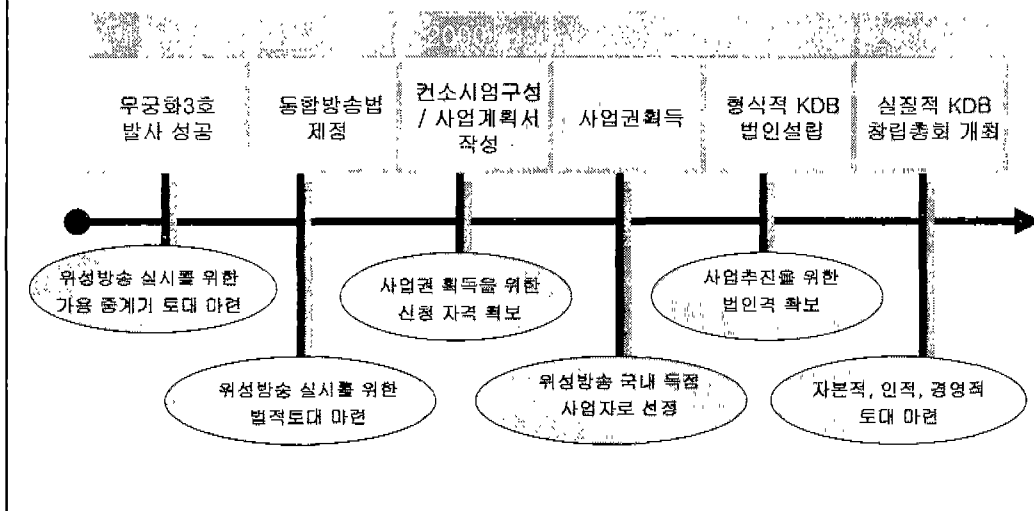 무궁화3호
발사 성공
통합방송법
제정
컨소시엄구성
/ 사업계획서
작성
사업권획득
형식적 KDB
법인설립
실질적 KDB
창립총회 개최
위성방송 실시를 위한
가용 중계기 토대 마련
사업권 획득을 위한
신청 자격 확보
사업추진을 위한
법인격 확보
위성방송 실시를 위한
법적토대 마련
위성방송 국내 독점
사업자로 선정
자본적, 인적, 경영적
토대 마련